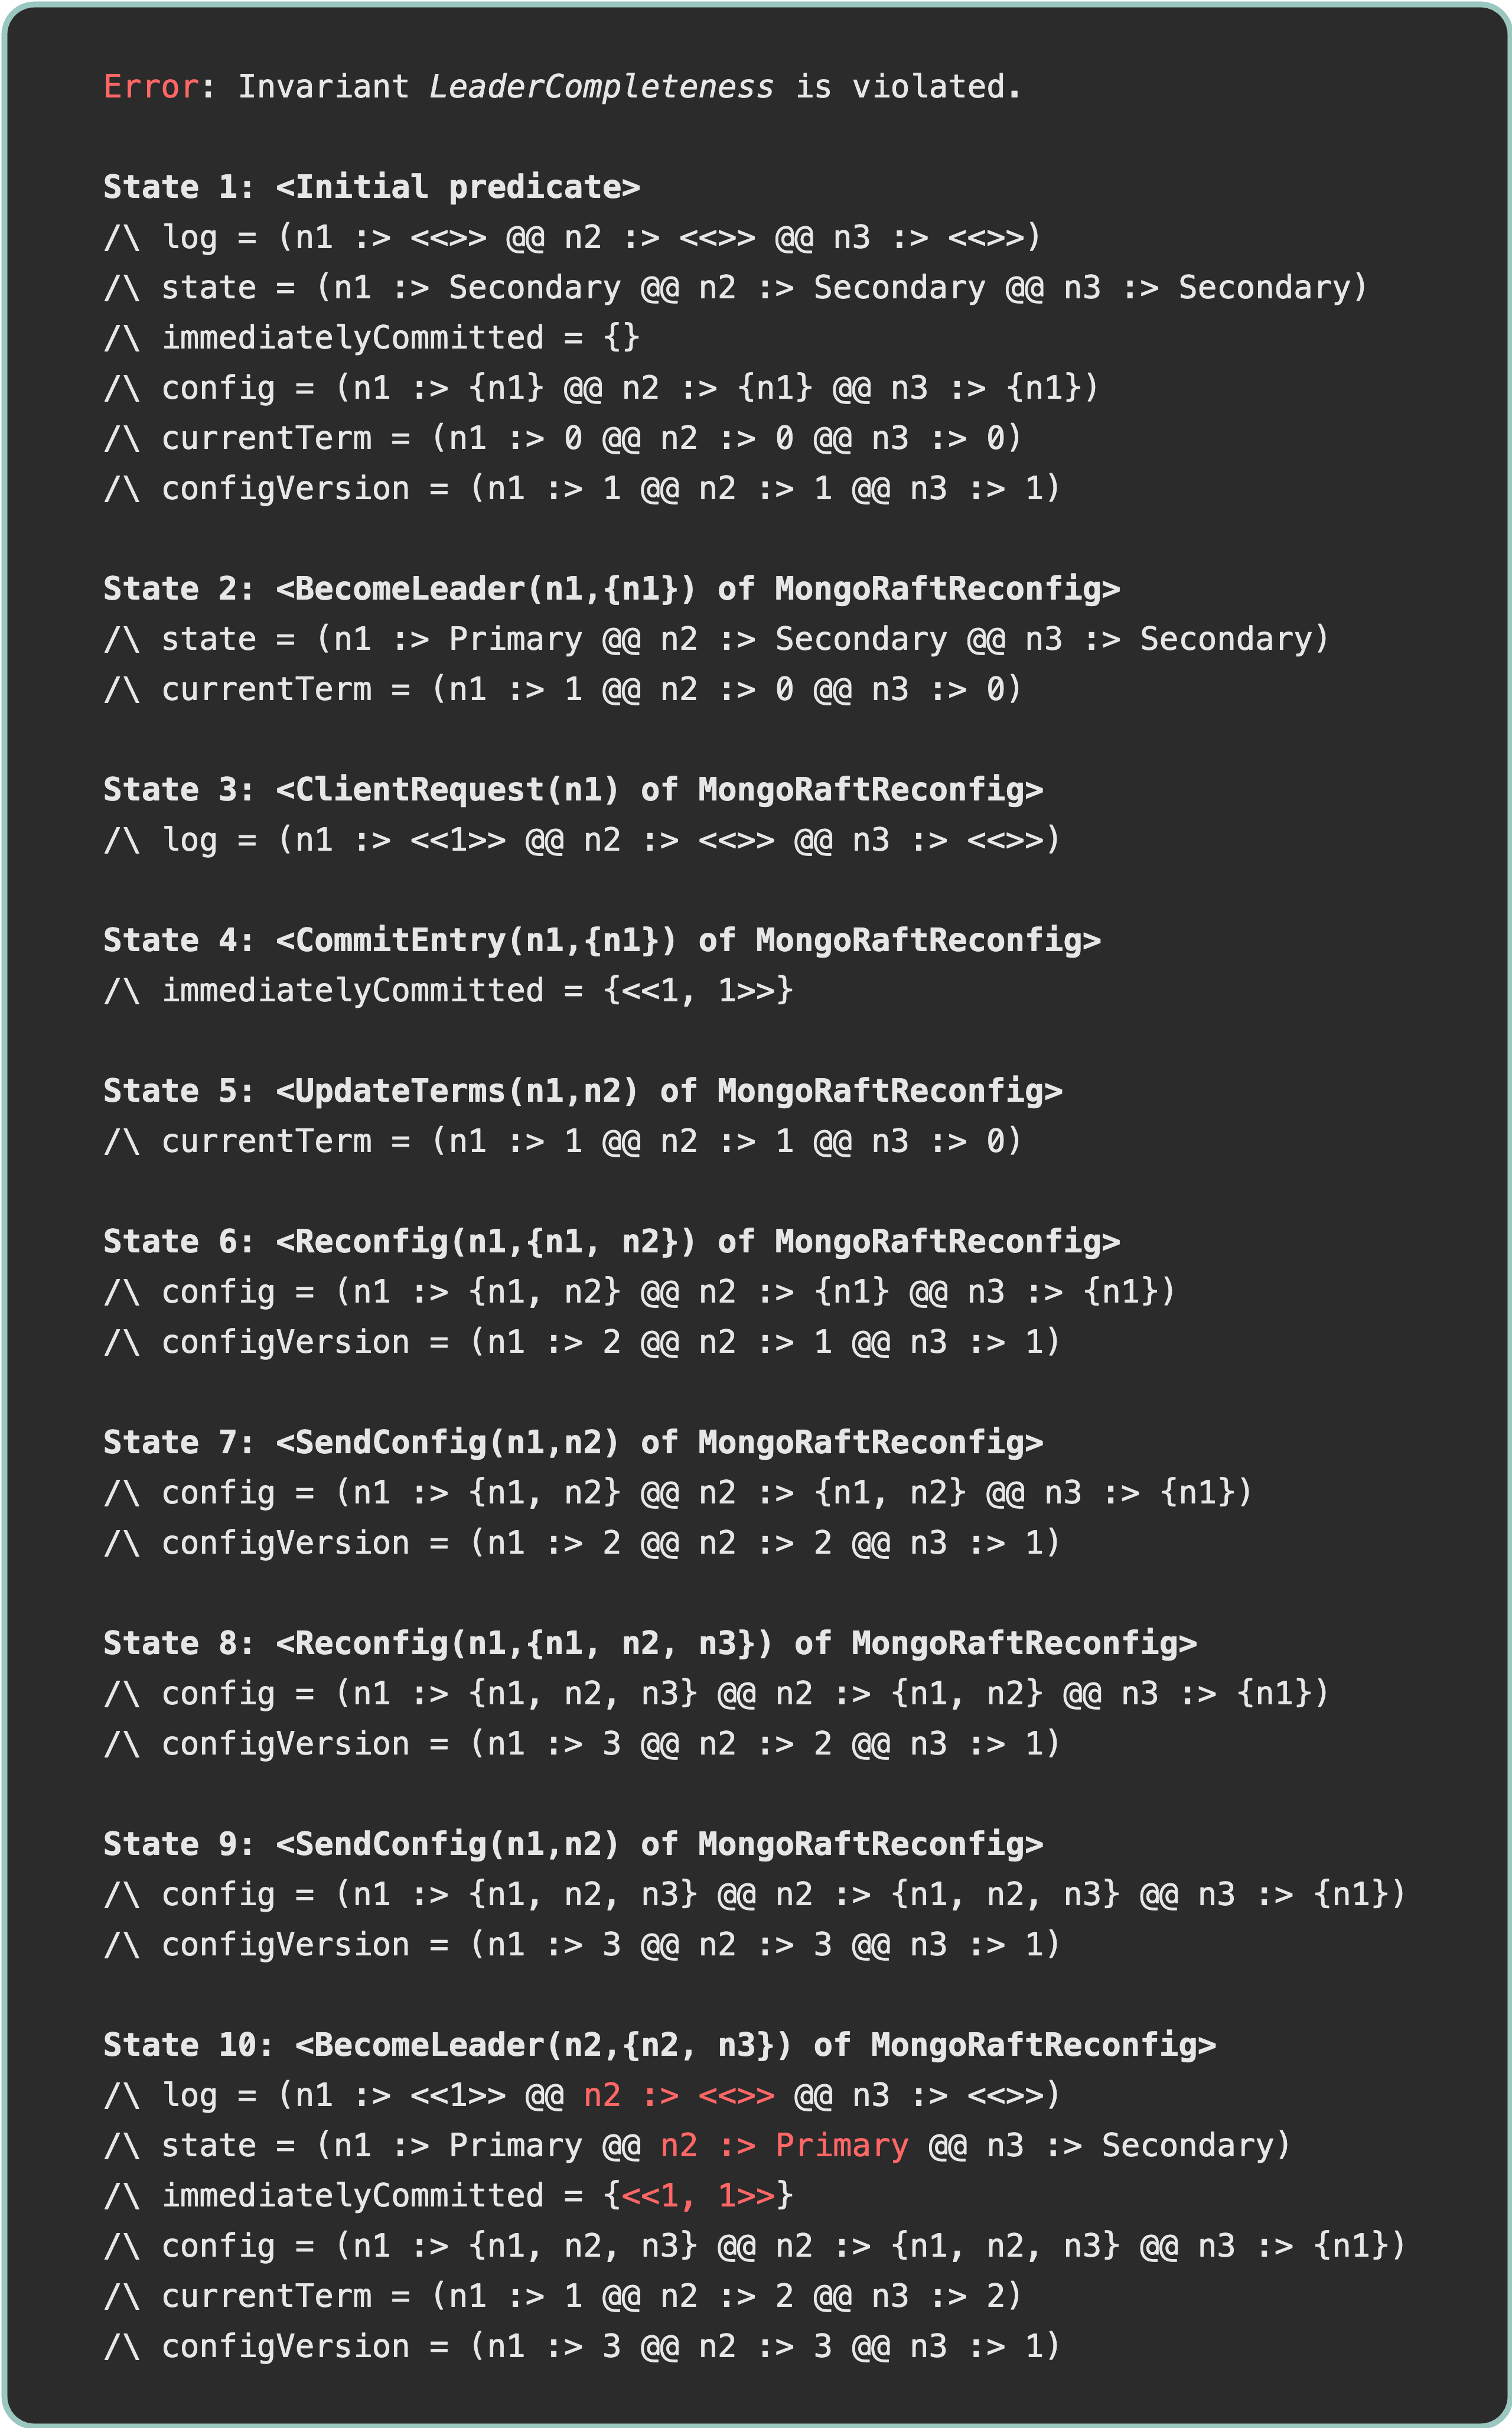 Error: Invariant LeaderCompleteness is violated.
State 1: <Initial predicate>
/\ log = (n1 :> <<>> @@ n2 :> <<>> @@ n3 :> <<>>)
/\ state = (n1 :> Secondary @@ n2 :> Secondary @@ n3 :> Secondary)
/\ immediatelyCommitted = {}
/\ config = (n1 :> {n1} @@ n2 :> {n1} @@ n3 :> {n1})
/\ currentTerm = (n1 :> 0 @@ n2 :> 0 @@ n3 :> 0)
/\ configVersion = (n1 :> 1 @@ n2 :> 1 @@ n3 :> 1)
State 2: <BecomeLeader(n1,{n1}) of MongoRaftReconfig>
/\ state = (n1 :> Primary @@ n2 :> Secondary @@ n3 :> Secondary)
/\ currentTerm = (n1 :> 1 @@ n2 :> 0 @@ n3 :> 0)
State 3: <ClientRequest(n1) of MongoRaftReconfig>
/\ log = (n1 :> <<1>> @@ n2 :> <<>> @@ n3 :> <<>>)
State 4: <CommitEntry(n1,{n1}) of MongoRaftReconfig>
/\ immediatelyCommitted = {<<1, 1>>}
State 5: <UpdateTerms(n1,n2) of MongoRaftReconfig>
/\ currentTerm = (n1 :> 1 @@ n2 :> 1 @@ n3 :> 0)
State 6: <Reconfig(n1,{n1, n2}) of MongoRaftReconfig>
/\ config = (n1 :> {n1, n2} @@ n2 :> {n1} @@ n3 :> {n1})
/\ configVersion = (n1 :> 2 @@ n2 :> 1 @@ n3 :> 1)
State 7: <SendConfig(n1,n2) of MongoRaftReconfig>
/\ config = (n1 :> {n1, n2} @@ n2 :> {n1, n2} @@ n3 :> {n1})
/\ configVersion = (n1 :> 2 @@ n2 :> 2 @@ n3 :> 1)
State 8: <Reconfig(n1,{n1, n2, n3}) of MongoRaftReconfig>
/\ config = (n1 :> {n1, n2, n3} @@ n2 :> {n1, n2} @@ n3 :> {n1})
/\ configVersion = (n1 :> 3 @@ n2 :> 2 @@ n3 :> 1)
State 9: <SendConfig(n1,n2) of MongoRaftReconfig>
/\ config = (n1 :> {n1, n2, n3} @@ n2 :> {n1, n2, n3} @@ n3 :> {n1})
/\ configVersion = (n1 :> 3 @@ n2 :> 3 @@ n3 :> 1)
State 10: <BecomeLeader(n2,{n2, n3}) of MongoRaftReconfig>
/\ log = (n1 :> <<1>> @@ n2 :> <<>> @@ n3 :> <<>>)
/\ state = (n1 :> Primary @@ n2 :> Primary @@ n3 :> Secondary)
/\ immediatelyCommitted = {<<1, 1>>}
/\ config = (n1 :> {n1, n2, n3} @@ n2 :> {n1, n2, n3} @@ n3 :> {n1})
/\ currentTerm = (n1 :> 1 @@ n2 :> 2 @@ n3 :> 2)
/\ configVersion = (n1 :> 3 @@ n2 :> 3 @@ n3 :> 1)